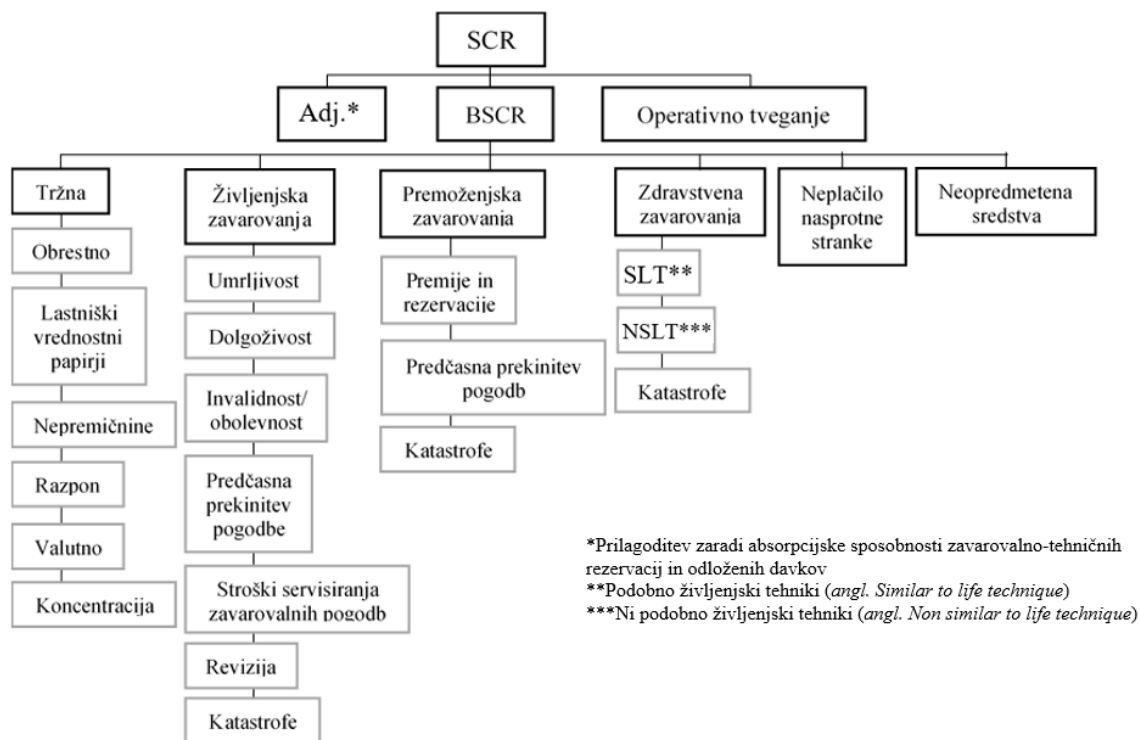 SCR
Adj.*
BSCR
Operativno tveganje
Tržna
Obrestno
Lastniški
vrednostni
papirji
Nepremičnine
Razpon
Valutno
Koncentracija
Življenjska
zavarovanja
Umrljivost
Dolgoživost
Invalidnost/
obolevnost
Predčasna
prekinitev
pogodbe
Stroški servisiranja
zavarovalnih pogodb
Revizija
Katastrofe
Premoženjska
zavarovania
Premije in
rezervacije
Predčasna prekinitev
pogodb
Katastrofe
Zdravstvena
zavarovanja
SLT**
NSLT***
Katastrofe
Neplačilo
nasprotne
stranke
Neopredmetena
sredstva
*Prilagoditev zaradi absorpcijske sposobnosti zavarovalno-tehničnih
rezervacij in odloženih davkov
**Podobno življenjski tehniki (angl. Similar to life technique)
***Ni podobno življenjski tehniki (angl. Non similar to life technique)